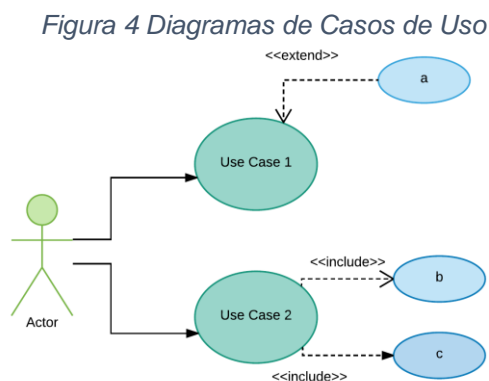 Figura 4 Diagramas de Casos de Uso
<<extend>>
a
Use Case 1
<<include>>
b
Use Case 2
Actor
c
<<include>>